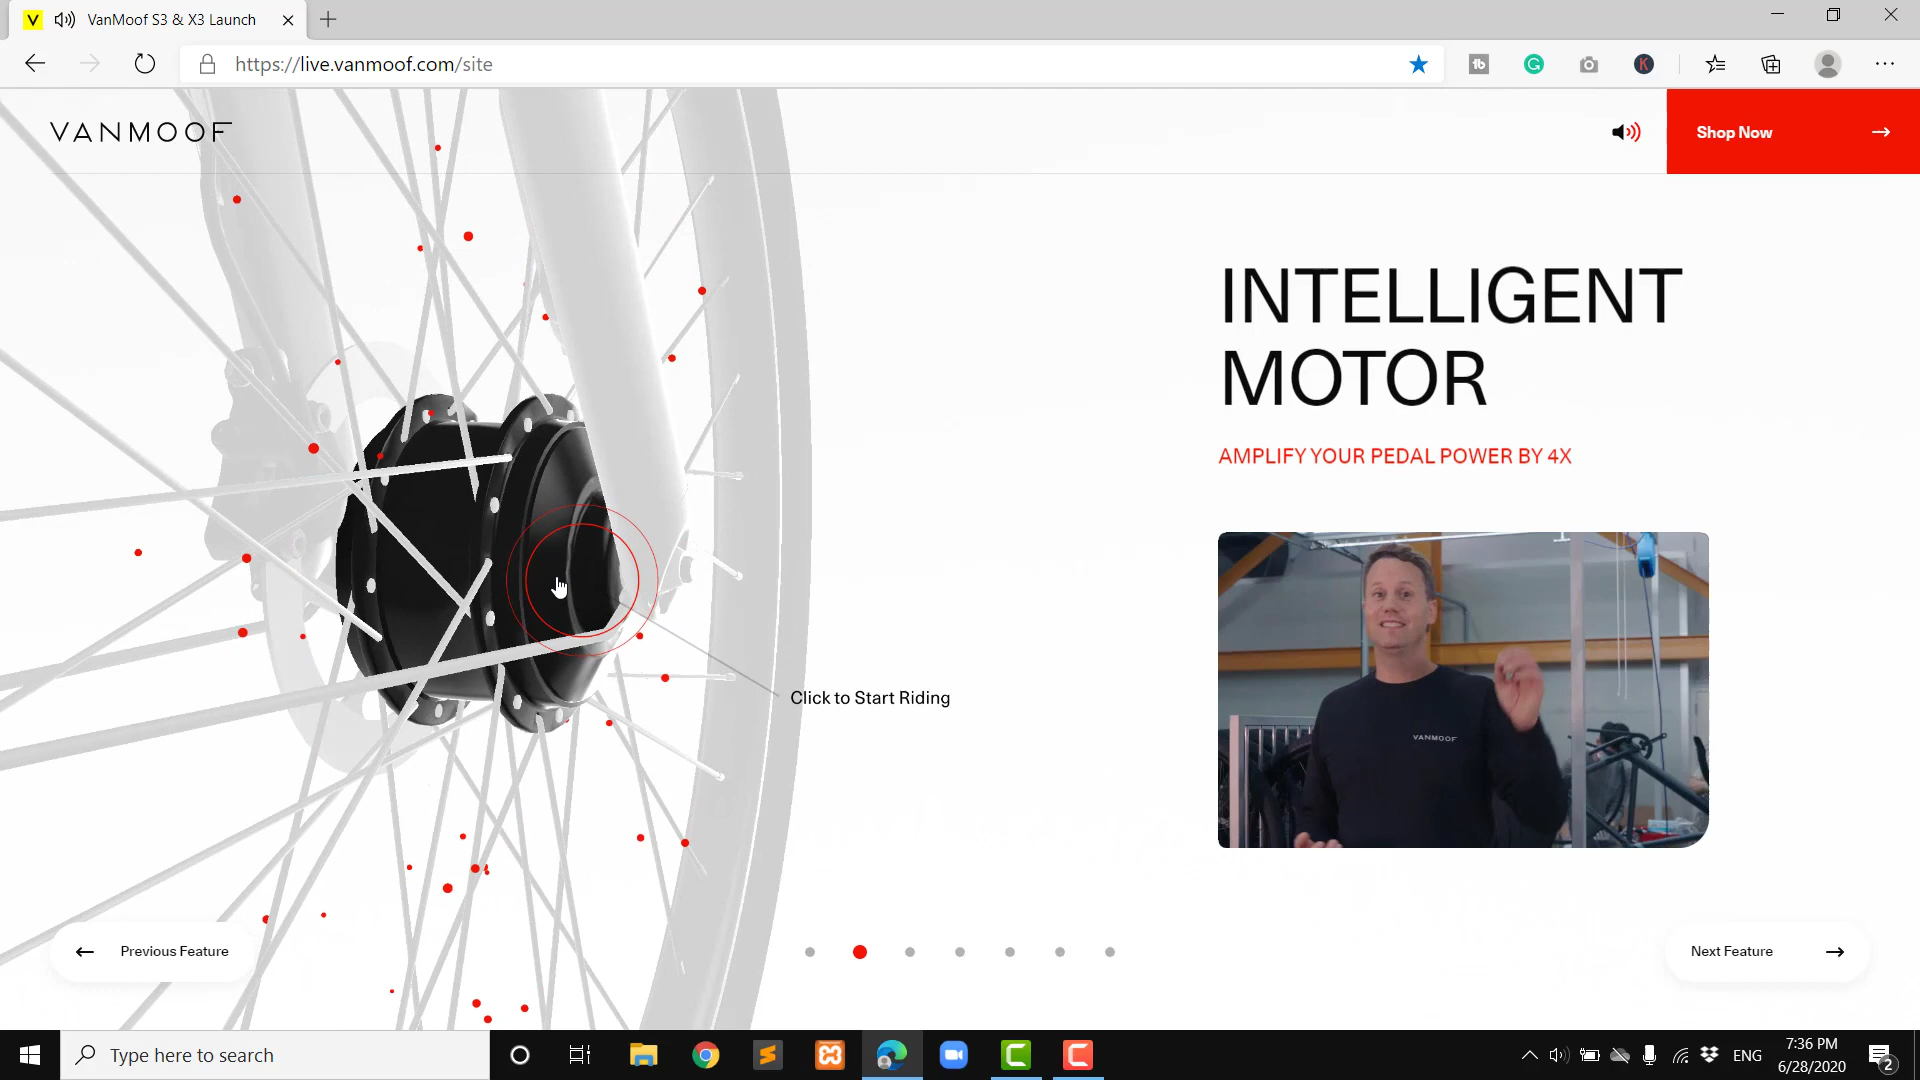 VanMoof S3 & X3 Launch
https://live.vanmoof.com/site
VANMOOF
Shop Now
INTELLIGENT
MOTOR
AMPLIFY YOUR PEDAL POWER BY 4X
Click to Start Riding
VANMOOF
Previous Feature
Next Feature
Type here to search
ENG
7:36 PM
6/28/2020
2